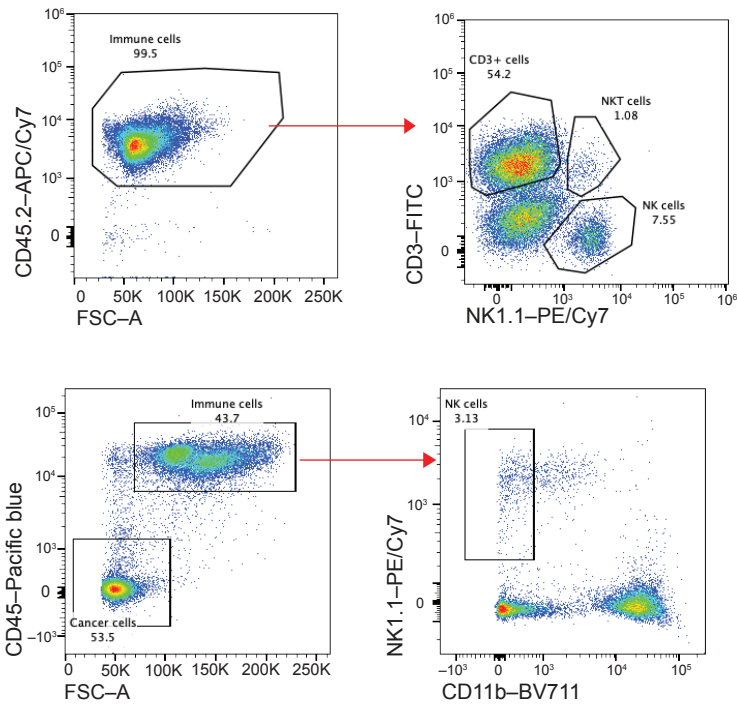 10⁶
10⁵
10⁴
10³
0
CD45.2–APC/Cy7
Immune cells
99.5
0 50K 100K 150K 200K 250K
FSC–A
10⁶
10⁵
10⁴
10³
0
CD3–FITC
CD3+ cells
54.2
NKT cells
1.08
NK cells
7.55
0 10³ 10⁴ 10⁵ 10⁶
NK1.1–PE/Cy7
10⁵
10⁴
10³
0
–10³
CD45–Pacific blue
Immune cells
43.7
Cancer cells
53.5
0 50K 100K 150K 200K 250K
FSC–A
10⁴
10³
0
NK1.1–PE/Cy7
NK cells
3.13
–10³ 0 10³ 10⁴ 10⁵
CD11b–BV711